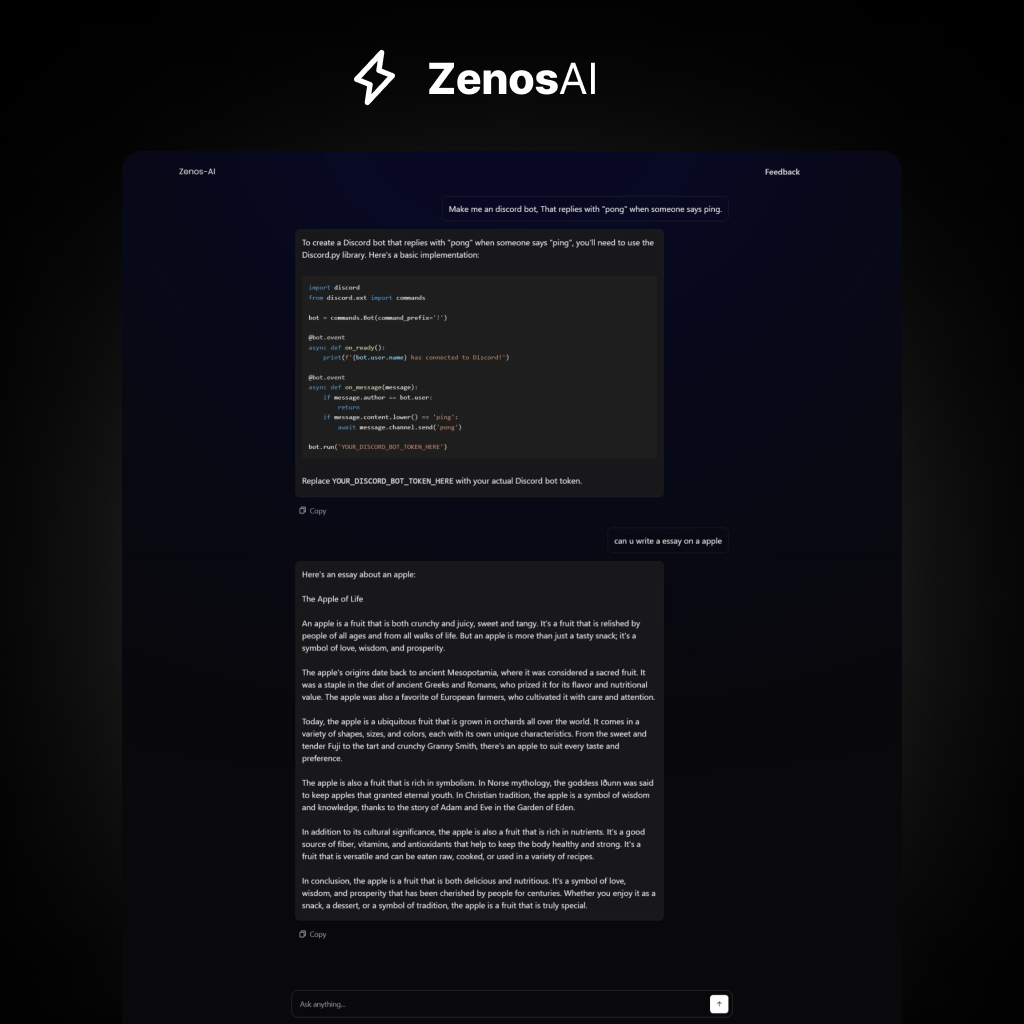 ZenosAI
Zenos-AI
Feedback
Make me an discord bot, That replies with "pong" when someone says ping.
To create a Discord bot that replies with "pong" when someone says "ping", you'll need to use the
Discord.py library. Here's a basic implementation:
import discord
from discord.ext import commands
bot = commands.Bot(command_prefix='!')
@bot.event
async def on_ready():
    print(f'{bot.user.name} has connected to Discord!')
@bot.event
async def on_message(message):
    if message.author == bot.user:
        return
    if message.content.lower() == 'ping':
        await message.channel.send('pong')
bot.run('YOUR_DISCORD_BOT_TOKEN_HERE')
Replace YOUR_DISCORD_BOT_TOKEN_HERE with your actual Discord bot token.
Copy
can u write a essay on a apple
Here's an essay about an apple:
The Apple of Life
An apple is a fruit that is both crunchy and juicy, sweet and tangy. It's a fruit that is relished by
people of all ages and from all walks of life. But an apple is more than just a tasty snack; it's a
symbol of love, wisdom, and prosperity.
The apple's origins date back to ancient Mesopotamia, where it was considered a sacred fruit. It
was a staple in the diet of ancient Greeks and Romans, who prized it for its flavor and nutritional
value. The apple was also a favorite of European farmers, who cultivated it with care and attention.
Today, the apple is a ubiquitous fruit that is grown in orchards all over the world. It comes in a
variety of shapes, sizes, and colors, each with its own unique characteristics. From the sweet and
tender Fuji to the tart and crunchy Granny Smith, there's an apple to suit every taste and
preference.
The apple is also a fruit that is rich in symbolism. In Norse mythology, the goddess Iðunn was said
to keep apples that granted eternal youth. In Christian tradition, the apple is a symbol of wisdom
and knowledge, thanks to the story of Adam and Eve in the Garden of Eden.
In addition to its cultural significance, the apple is also a fruit that is rich in nutrients. It's a good
source of fiber, vitamins, and antioxidants that help to keep the body healthy and strong. It's a
fruit that is versatile and can be eaten raw, cooked, or used in a variety of recipes.
In conclusion, the apple is a fruit that is both delicious and nutritious. It's a symbol of love,
wisdom, and prosperity that has been cherished by people for centuries. Whether you enjoy it as a
snack, a dessert, or a symbol of tradition, the apple is a fruit that is truly special.
Copy
Ask anything...